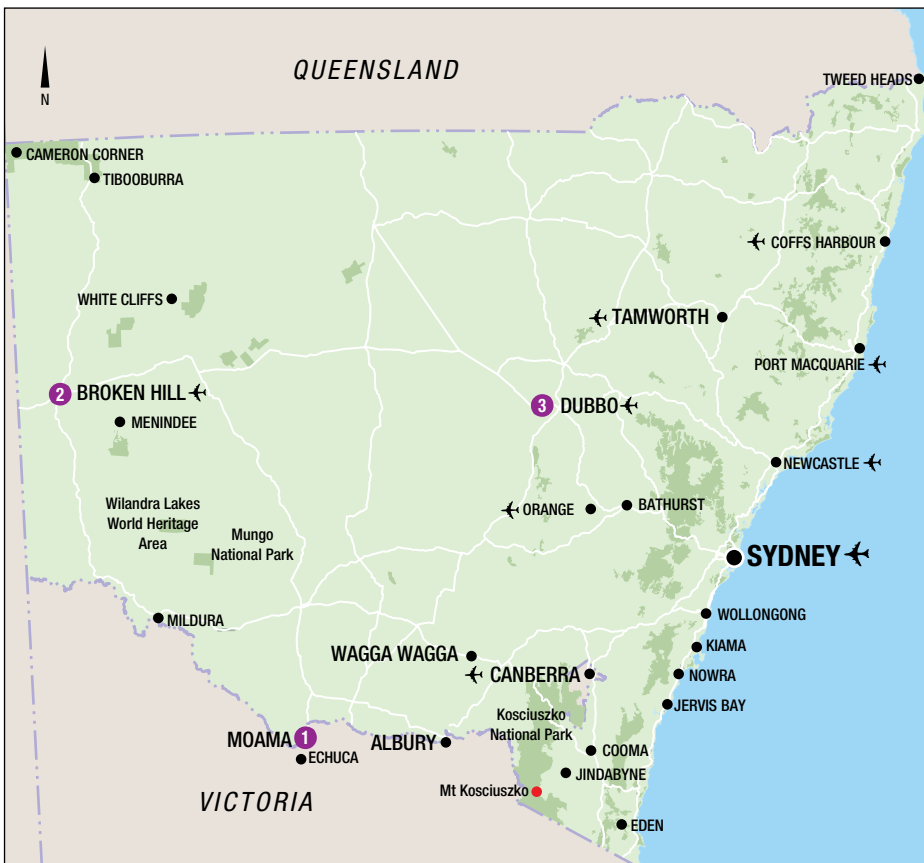 QUEENSLAND
N
TWEED HEADS
CAMERON CORNER
TIBOOBURRA
COFFS HARBOUR
WHITE CLIFFS
TAMWORTH
PORT MACQUARIE
2 BROKEN HILL
3 DUBBO
MENINDEE
NEWCASTLE
Wilandra Lakes
World Heritage
Area
ORANGE
BATHURST
Mungo
National Park
SYDNEY
MILDURA
WOLLONGONG
KIAMA
WAGGA WAGGA
CANBERRA
NOWRA
JERVIS BAY
Kosciuszko
National Park
MOAMA 1
ECHUCA
ALBURY
COOMA
JINDABYNE
Mt Kosciuszko
VICTORIA
EDEN